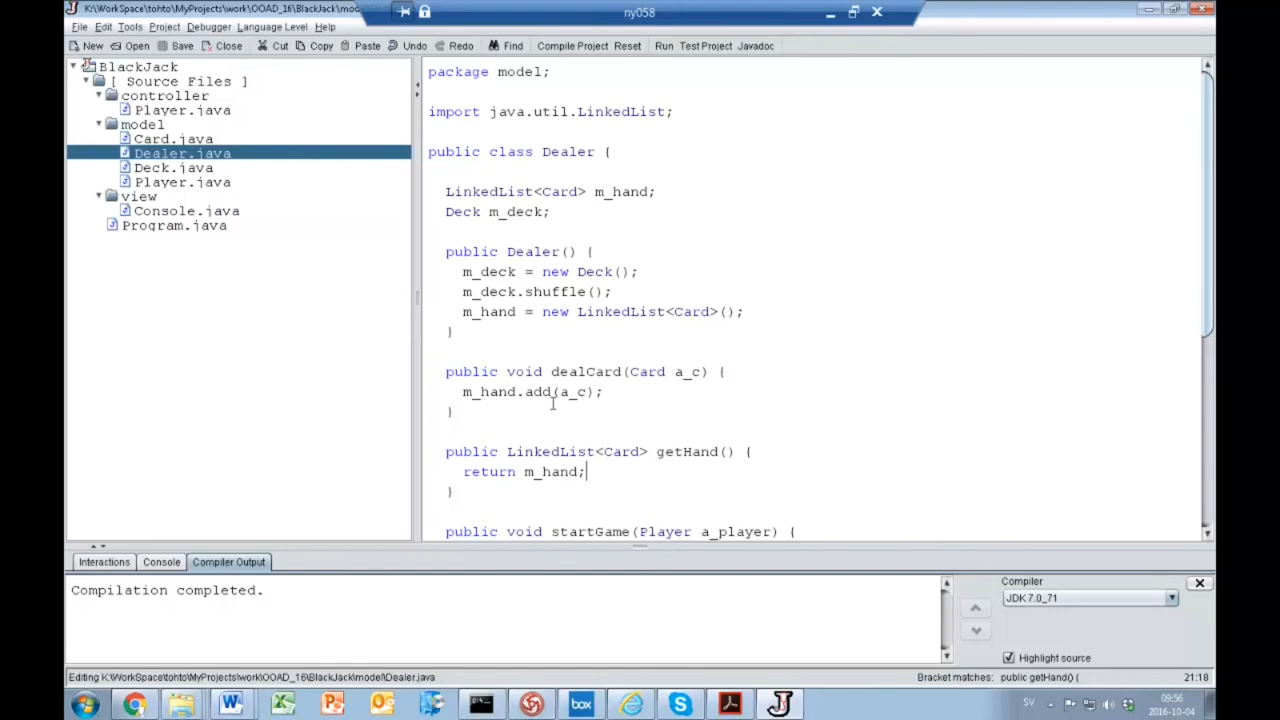 K:\WorkSpace\tohto\MyProjects\work\OOAD_16\BlackJack\mode
ny058
File Edit Tools Project Debugger Language Level Help
New Open Save Close Cut Copy Paste Undo Redo Find Compile Project Reset Run Test Project Javadoc
BlackJack
[ Source Files ]
controller
Player.java
model
Card.java
Dealer.java
Deck.java
Player.java
view
Console.java
Program.java
package model;
import java.util.LinkedList;
public class Dealer {
LinkedList<Card> m_hand;
Deck m_deck;
public Dealer() {
m_deck = new Deck();
m_deck.shuffle();
m_hand = new LinkedList<Card>();
}
public void dealCard(Card a_c) {
m_hand.add(a_c);
}
public LinkedList<Card> getHand() {
return m_hand;
}
public void startGame(Player a_player) {
Interactions Console Compiler Output
Compilation completed.
Compiler
JDK 7.0_71
Highlight source
Editing K:\WorkSpace\tohto\MyProjects\work\OOAD_16\BlackJack\model\Dealer.java
Bracket matches: public getHand() {
21:18
SV
09:56
2016-10-04